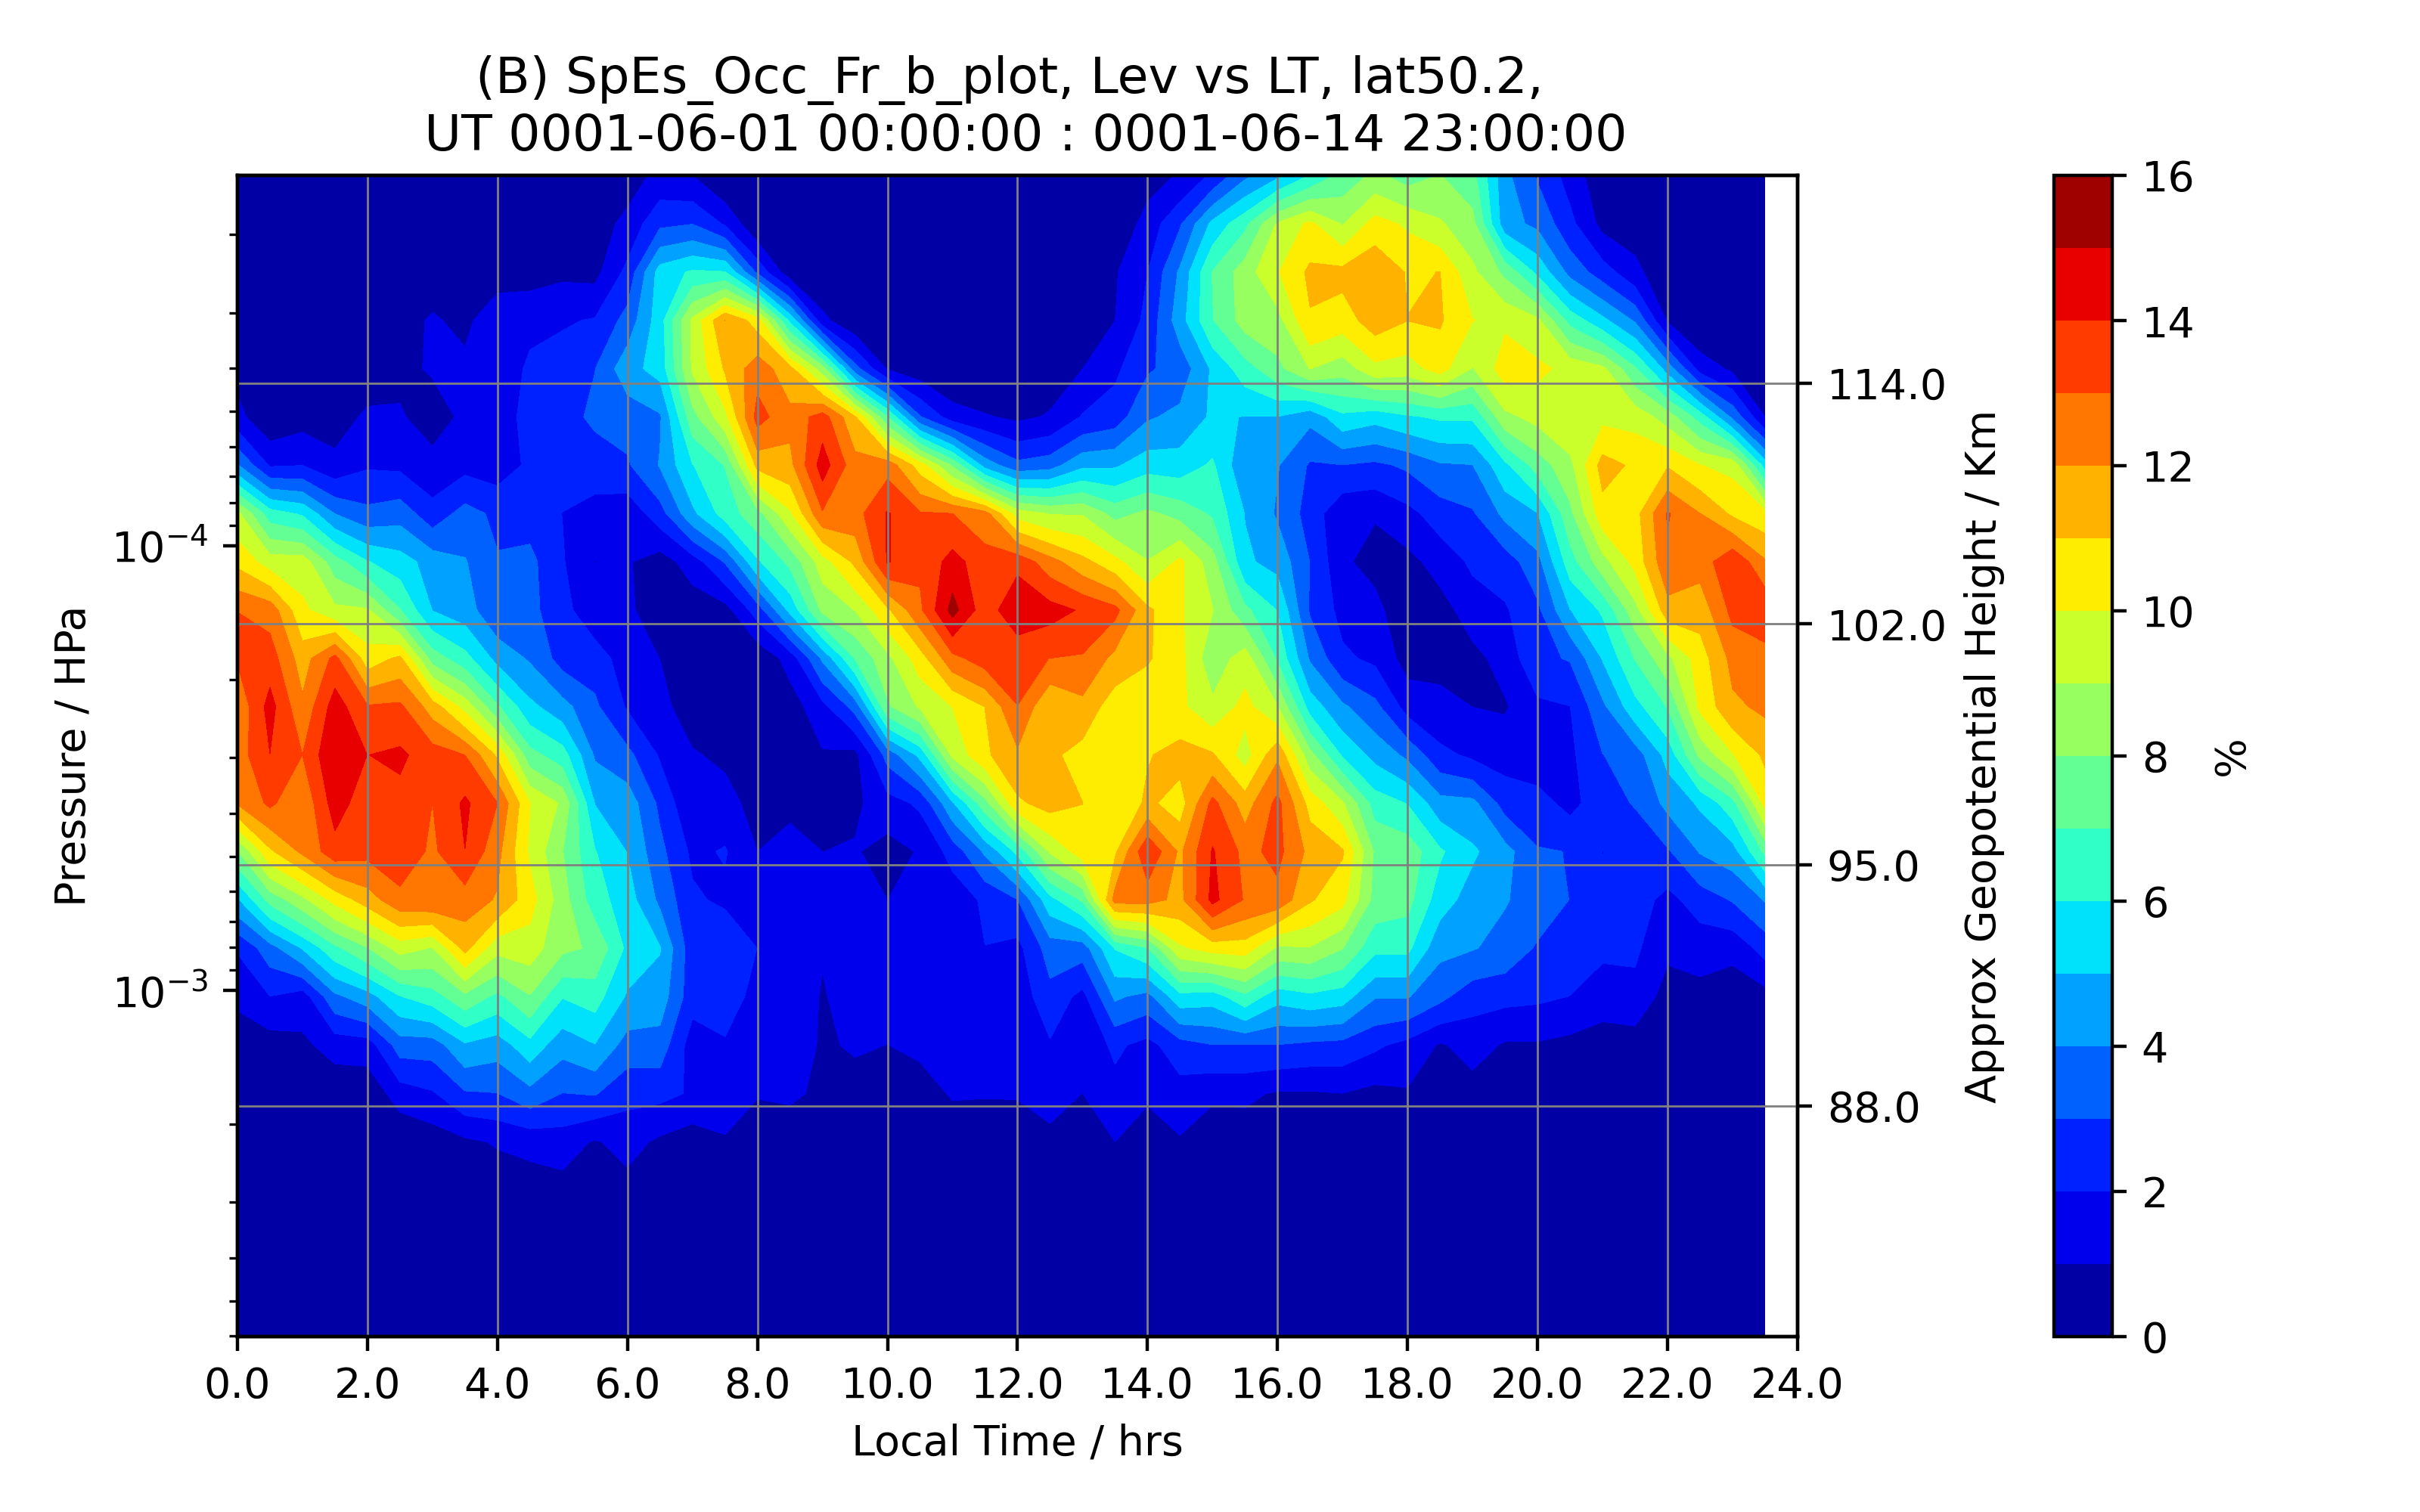 (B) SpEs_Occ_Fr_b_plot, Lev vs LT, lat50.2,
UT 0001-06-01 00:00:00 : 0001-06-14 23:00:00
Pressure / HPa
10⁻⁴
10⁻³
114.0
102.0
95.0
88.0
Approx Geopotential Height / Km
16
14
12
10
8
6
4
2
0
%
0.0 2.0 4.0 6.0 8.0 10.0 12.0 14.0 16.0 18.0 20.0 22.0 24.0
Local Time / hrs